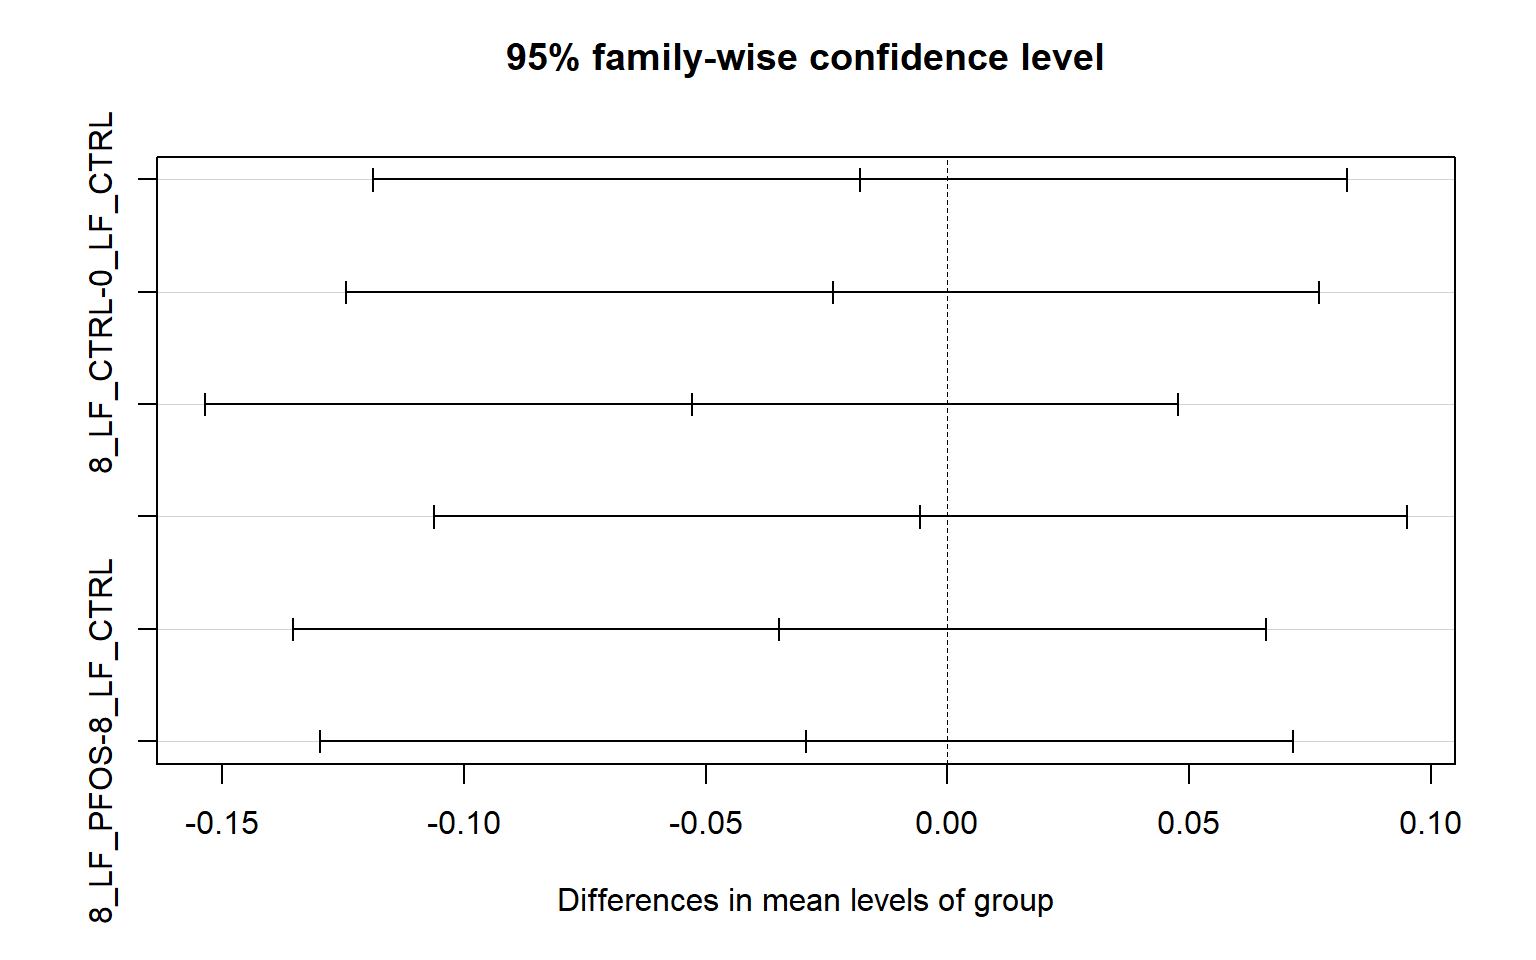 95% family-wise confidence level
8_LF_CTRL-0_LF_CTRL
8_LF_PFOS-8_LF_CTRL
-0.15 -0.10 -0.05 0.00 0.05 0.10
Differences in mean levels of group